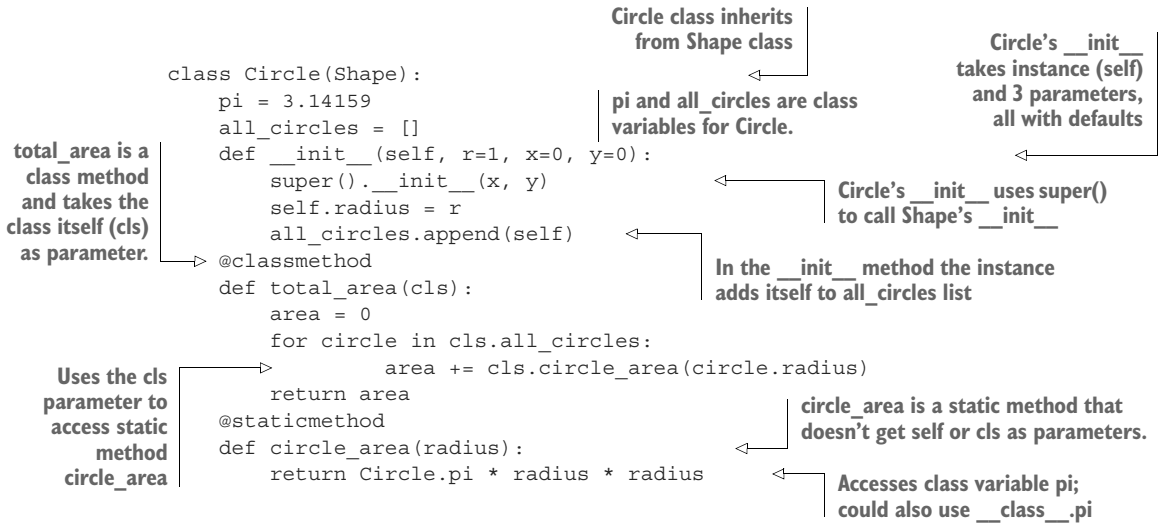 Circle class inherits
from Shape class
Circle's __init__
takes instance (self)
and 3 parameters,
all with defaults
class Circle(Shape):
pi = 3.14159
all_circles = []
pi and all_circles are class
variables for Circle.
def __init__(self, r=1, x=0, y=0):
super().__init__(x, y)
Circle's __init__ uses super()
to call Shape's __init__
self.radius = r
all_circles.append(self)
In the __init__ method the instance
adds itself to all_circles list
total_area is a
class method
and takes the
class itself (cls)
as parameter.
@classmethod
def total_area(cls):
area = 0
for circle in cls.all_circles:
area += cls.circle_area(circle.radius)
Uses the cls
parameter to
access static
method
circle_area
return area
@staticmethod
def circle_area(radius):
circle_area is a static method that
doesn't get self or cls as parameters.
return Circle.pi * radius * radius
Accesses class variable pi;
could also use __class__.pi